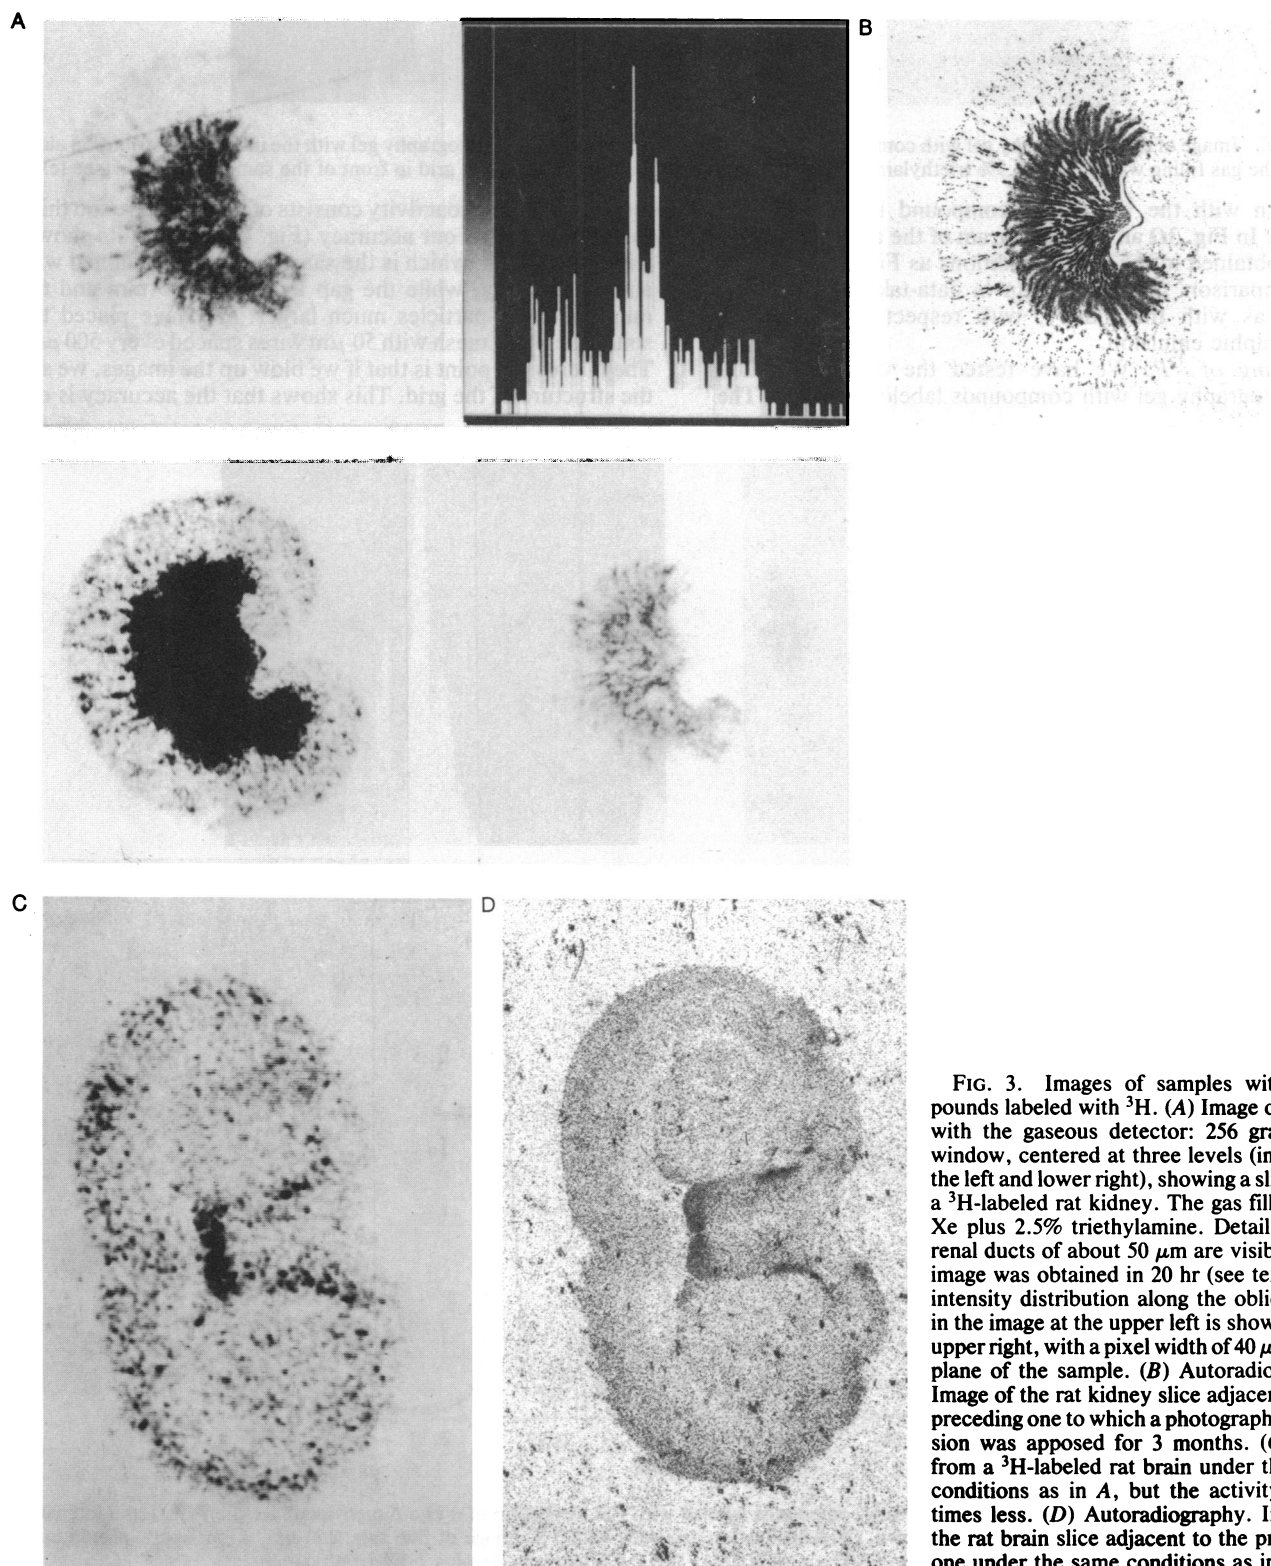 A
B
C
D
FIG. 3. Images of samples wit
pounds labeled with ³H. (A) Image o
with the gaseous detector: 256 gra
window, centered at three levels (in
the left and lower right), showing a sl
a ³H-labeled rat kidney. The gas fill
Xe plus 2.5% triethylamine. Detail
renal ducts of about 50 μm are visib
image was obtained in 20 hr (see te
intensity distribution along the obli
in the image at the upper left is show
upper right, with a pixel width of 40 μ
plane of the sample. (B) Autoradio
Image of the rat kidney slice adjacen
preceding one to which a photograph
sion was apposed for 3 months. (
from a ³H-labeled rat brain under th
conditions as in A, but the activity
times less. (D) Autoradiography. I
the rat brain slice adjacent to the pr
one under the same conditions as i